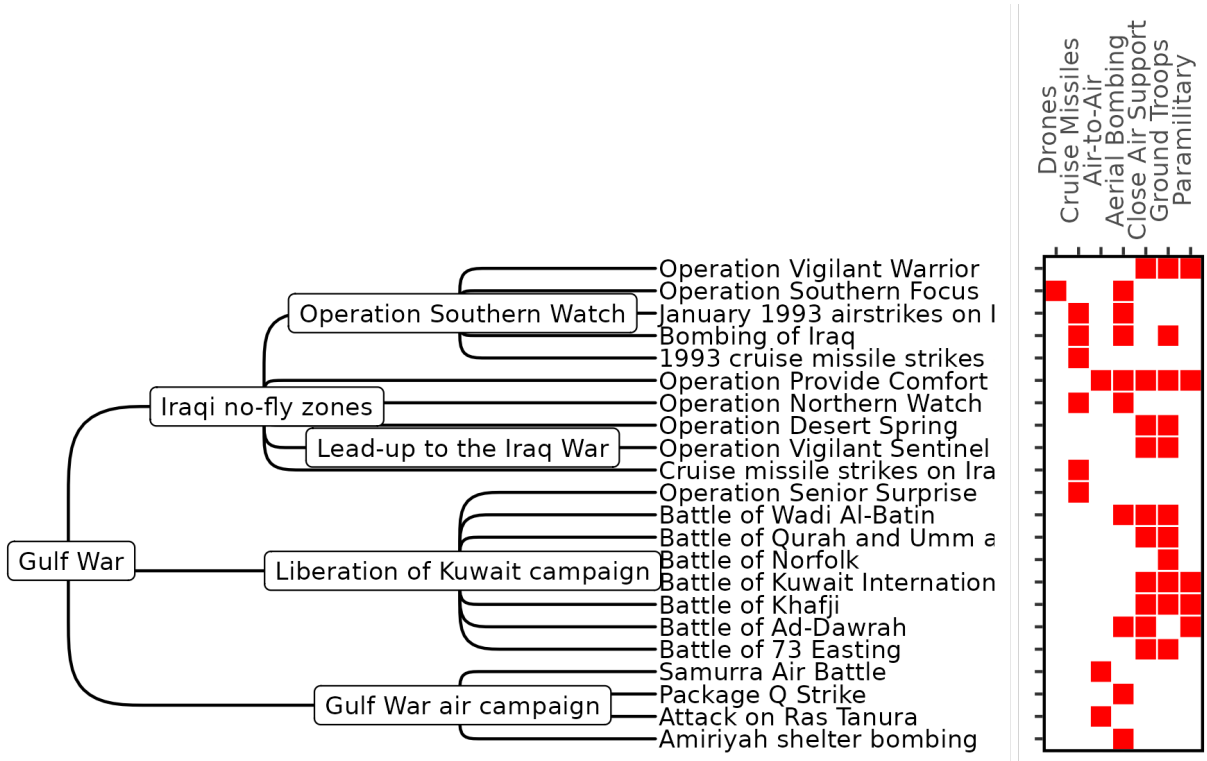 Drones
Cruise Missiles
Air-to-Air
Aerial Bombing
Close Air Support
Ground Troops
Paramilitary
Operation Vigilant Warrior
Operation Southern Focus
Operation Southern Watch
January 1993 airstrikes on I
Bombing of Iraq
1993 cruise missile strikes
Operation Provide Comfort
Iraqi no-fly zones
Operation Northern Watch
Operation Desert Spring
Lead-up to the Iraq War
Operation Vigilant Sentinel
Cruise missile strikes on Ira
Operation Senior Surprise
Battle of Wadi Al-Batin
Battle of Qurah and Umm a
Gulf War
Battle of Norfolk
Liberation of Kuwait campaign
Battle of Kuwait Internation
Battle of Khafji
Battle of Ad-Dawrah
Battle of 73 Easting
Samurra Air Battle
Package Q Strike
Gulf War air campaign
Attack on Ras Tanura
Amiriyah shelter bombing